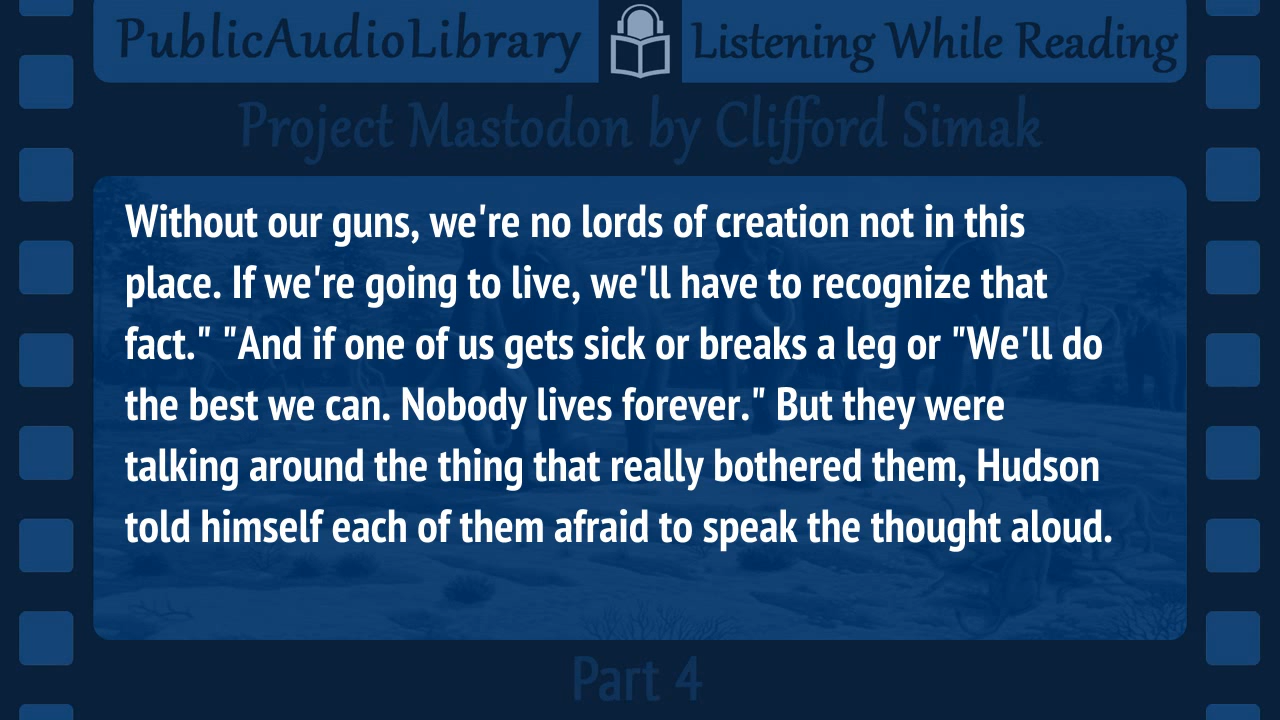 PublicAudioLibrary Listening While Reading
Project Mastodon by Clifford Simak
Without our guns, we're no lords of creation not in this
place. If we're going to live, we'll have to recognize that
fact." "And if one of us gets sick or breaks a leg or "We'll do
the best we can. Nobody lives forever." But they were
talking around the thing that really bothered them, Hudson
told himself each of them afraid to speak the thought aloud.
Part 4